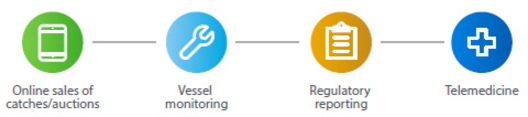 Online sales of
catches/auctions
Vessel
monitoring
Regulatory
reporting
Telemedicine